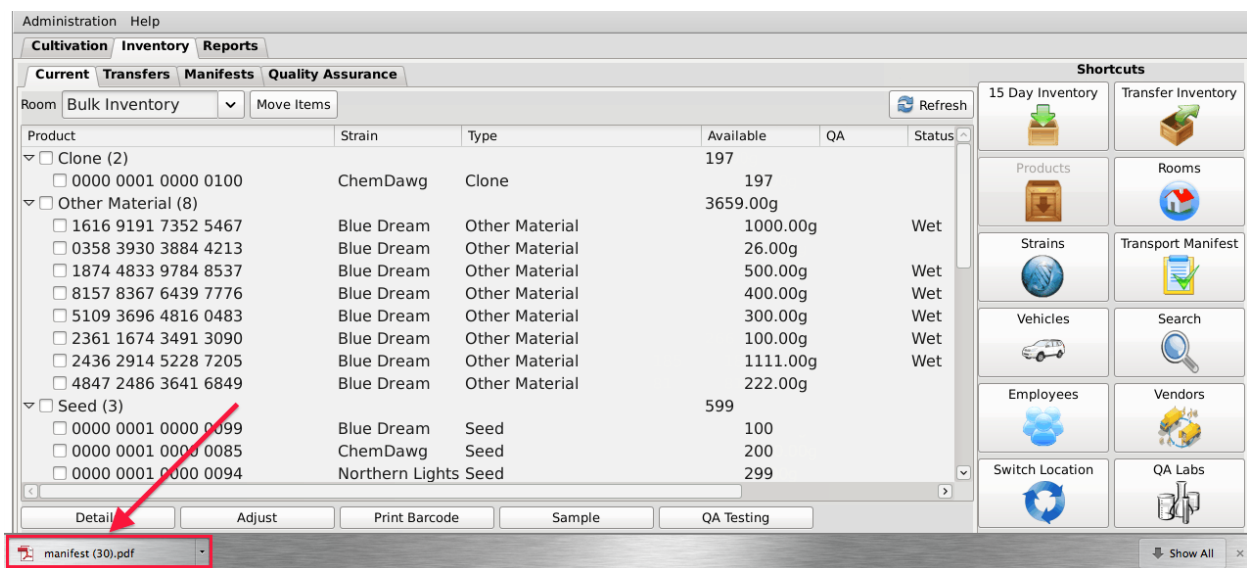 Administration Help
Cultivation Inventory Reports
Current Transfers Manifests Quality Assurance
Room Bulk Inventory Move Items Refresh
Product Strain Type Available QA Status
Clone (2) 197
0000 0001 0000 0100 ChemDawg Clone 197
Other Material (8) 3659.00g
1616 9191 7352 5467 Blue Dream Other Material 1000.00g Wet
0358 3930 3884 4213 Blue Dream Other Material 26.00g
1874 4833 9784 8537 Blue Dream Other Material 500.00g Wet
8157 8367 6439 7776 Blue Dream Other Material 400.00g Wet
5109 3696 4816 0483 Blue Dream Other Material 300.00g Wet
2361 1674 3491 3090 Blue Dream Other Material 100.00g Wet
2436 2914 5228 7205 Blue Dream Other Material 1111.00g Wet
4847 2486 3641 6849 Blue Dream Other Material 222.00g
Seed (3) 599
0000 0001 0000 0099 Blue Dream Seed 100
0000 0001 0000 0085 ChemDawg Seed 200
0000 0001 0000 0094 Northern Lights Seed 299
Detail Adjust Print Barcode Sample QA Testing
Shortcuts
15 Day Inventory Transfer Inventory
Products Rooms
Strains Transport Manifest
Vehicles Search
Employees Vendors
Switch Location QA Labs
manifest (30).pdf Show All